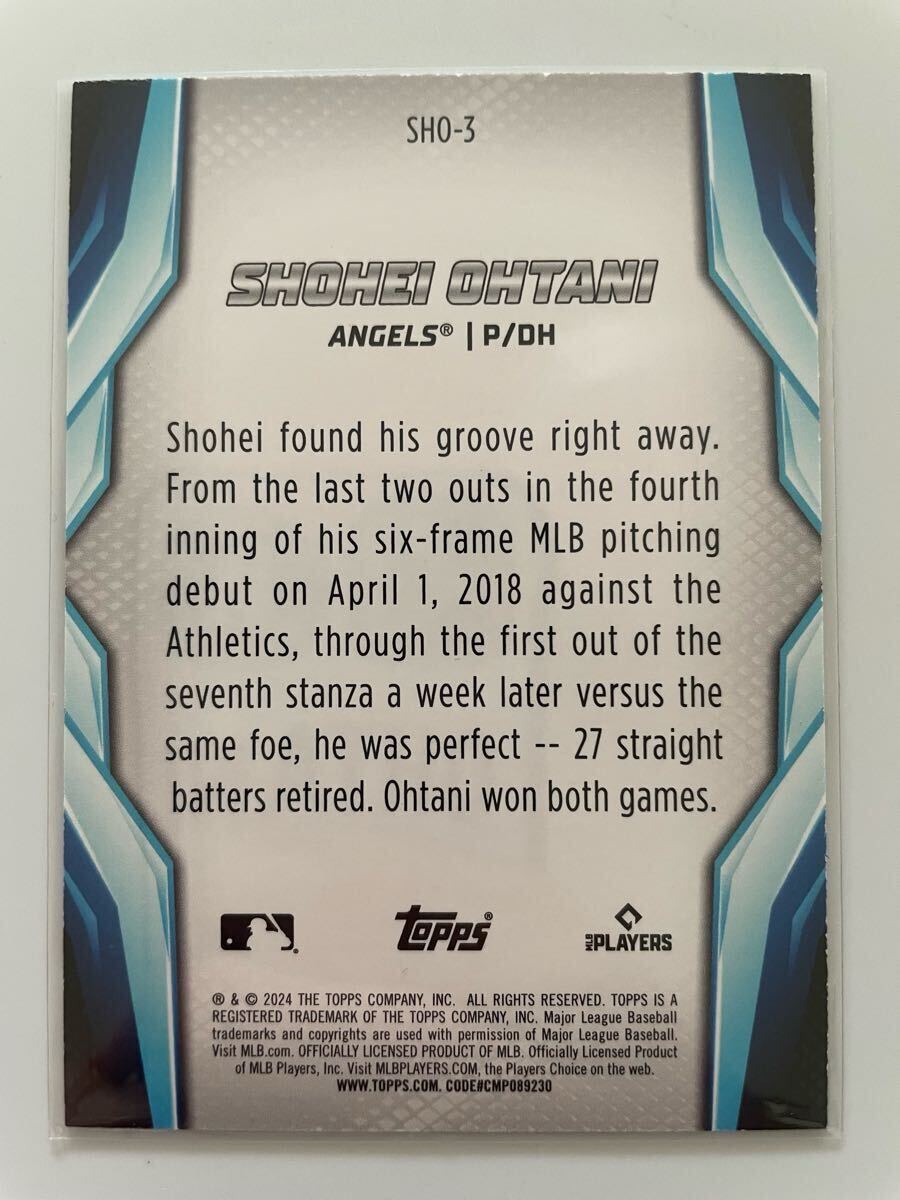 SHO-3
SHOHEI OHTANI
ANGELS® | P/DH
Shohei found his groove right away.
From the last two outs in the fourth
inning of his six-frame MLB pitching
debut on April 1, 2018 against the
Athletics, through the first out of the
seventh stanza a week later versus the
same foe, he was perfect -- 27 straight
batters retired. Ohtani won both games.
Topps® MLB PLAYERS
® & © 2024 THE TOPPS COMPANY, INC. ALL RIGHTS RESERVED. TOPPS IS A
REGISTERED TRADEMARK OF THE TOPPS COMPANY, INC. Major League Baseball
trademarks and copyrights are used with permission of Major League Baseball.
Visit MLB.com. OFFICIALLY LICENSED PRODUCT OF MLB. Officially Licensed Product
of MLB Players, Inc. Visit MLBPLAYERS.COM, the Players Choice on the web.
WWW.TOPPS.COM. CODE#CMP089230